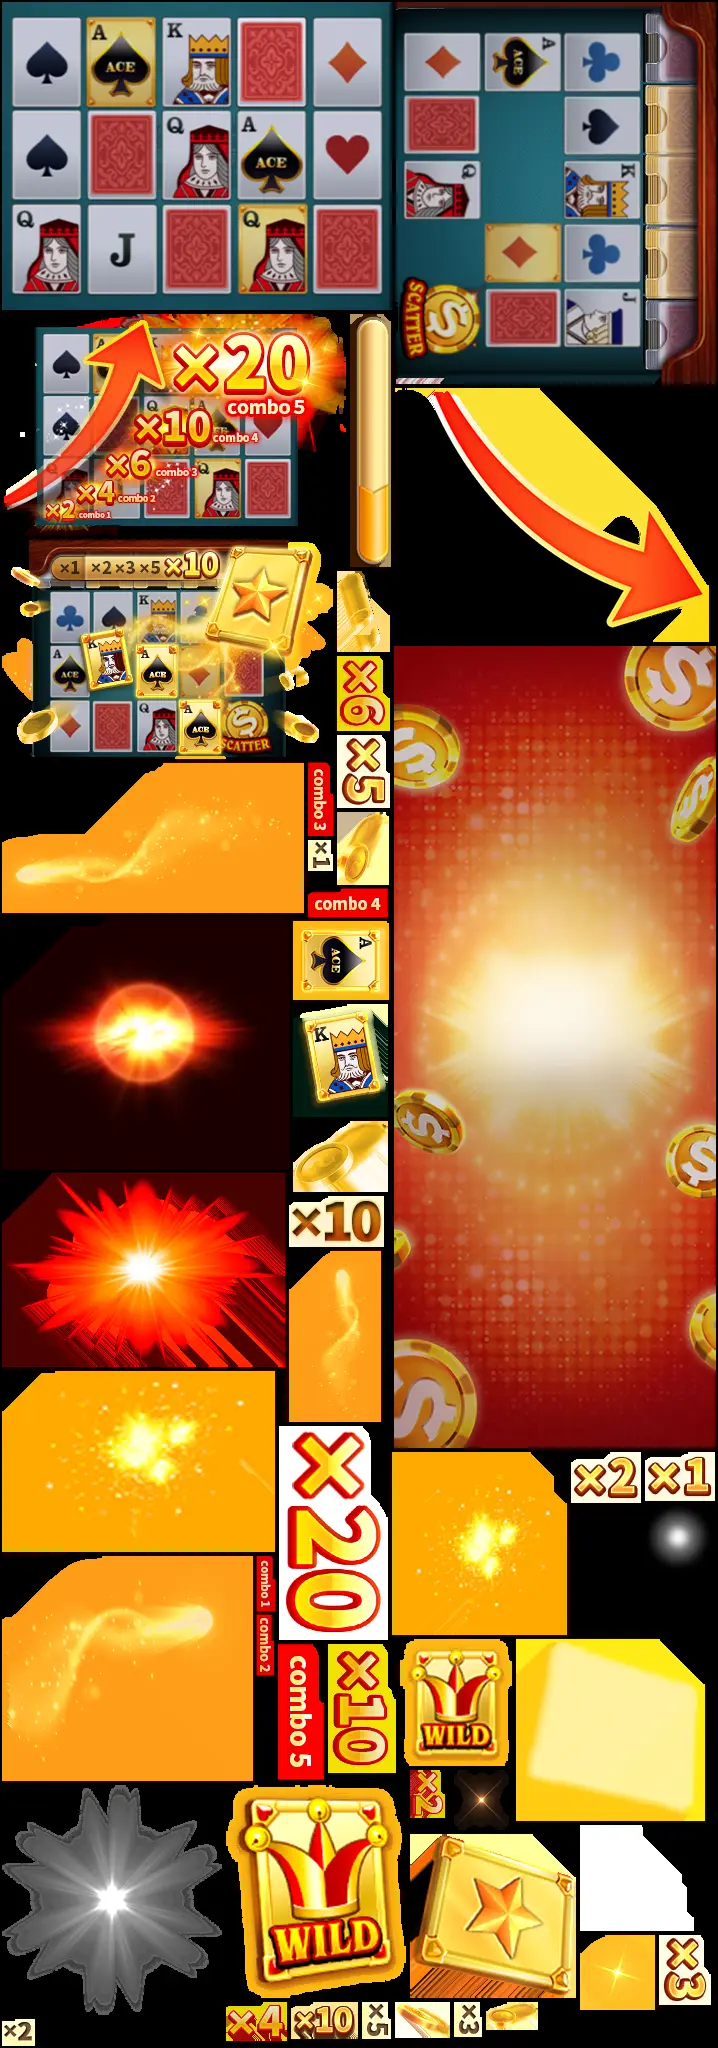 A K
ACE
Q A
ACE
Q J Q
A
ACE
K
Q
J
SCATTER
×20
combo 5
×10
combo 4
×6
combo 3
×4
combo 2
×2
combo 1
Q
Q
Q
×1 ×2 ×3 ×5 ×10
K
A
ACE
K
A
ACE
Q
A
ACE
SCATTER
×6
×5
combo 3
×1
combo 4
A
ACE
K
×10
×20
×2 ×1
combo 1
combo 2
combo 5
×10
WILD
×2
WILD
×3
×2
×4
×10
×5
×3